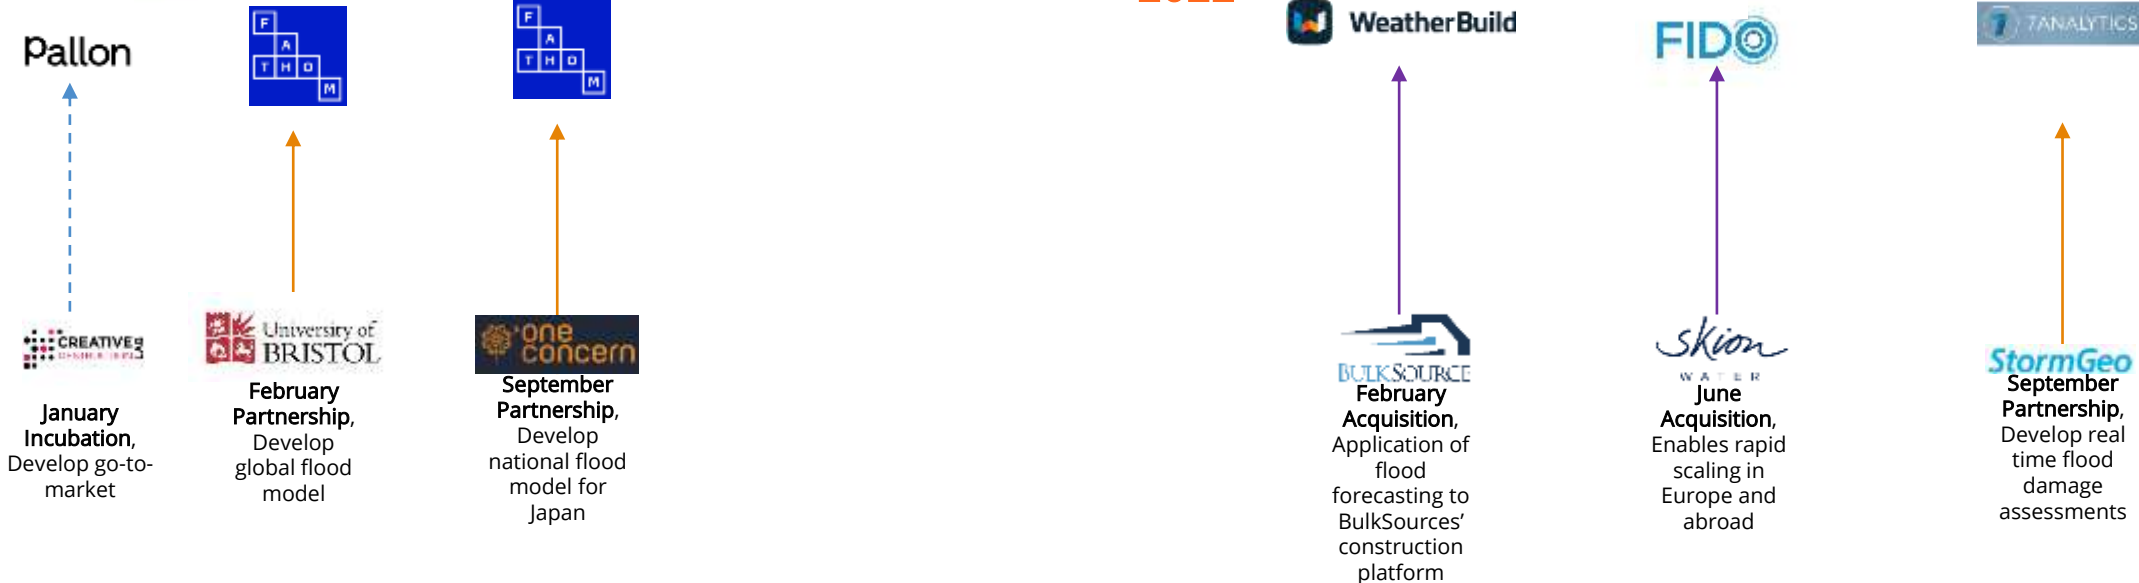 2022
Pallon
F
A
T H O
M
F
A
T H O
M
WeatherBuild
FIDO
7ANALYTICS
CREATIVE
DESTRUCTION
January
Incubation,
Develop go-to-
market
University of
BRISTOL
February
Partnership,
Develop
global flood
model
one
concern
September
Partnership,
Develop
national flood
model for
Japan
BULKSOURCE
February
Acquisition,
Application of
flood
forecasting to
BulkSources’
construction
platform
skion
WATER
June
Acquisition,
Enables rapid
scaling in
Europe and
abroad
StormGeo
September
Partnership,
Develop real
time flood
damage
assessments